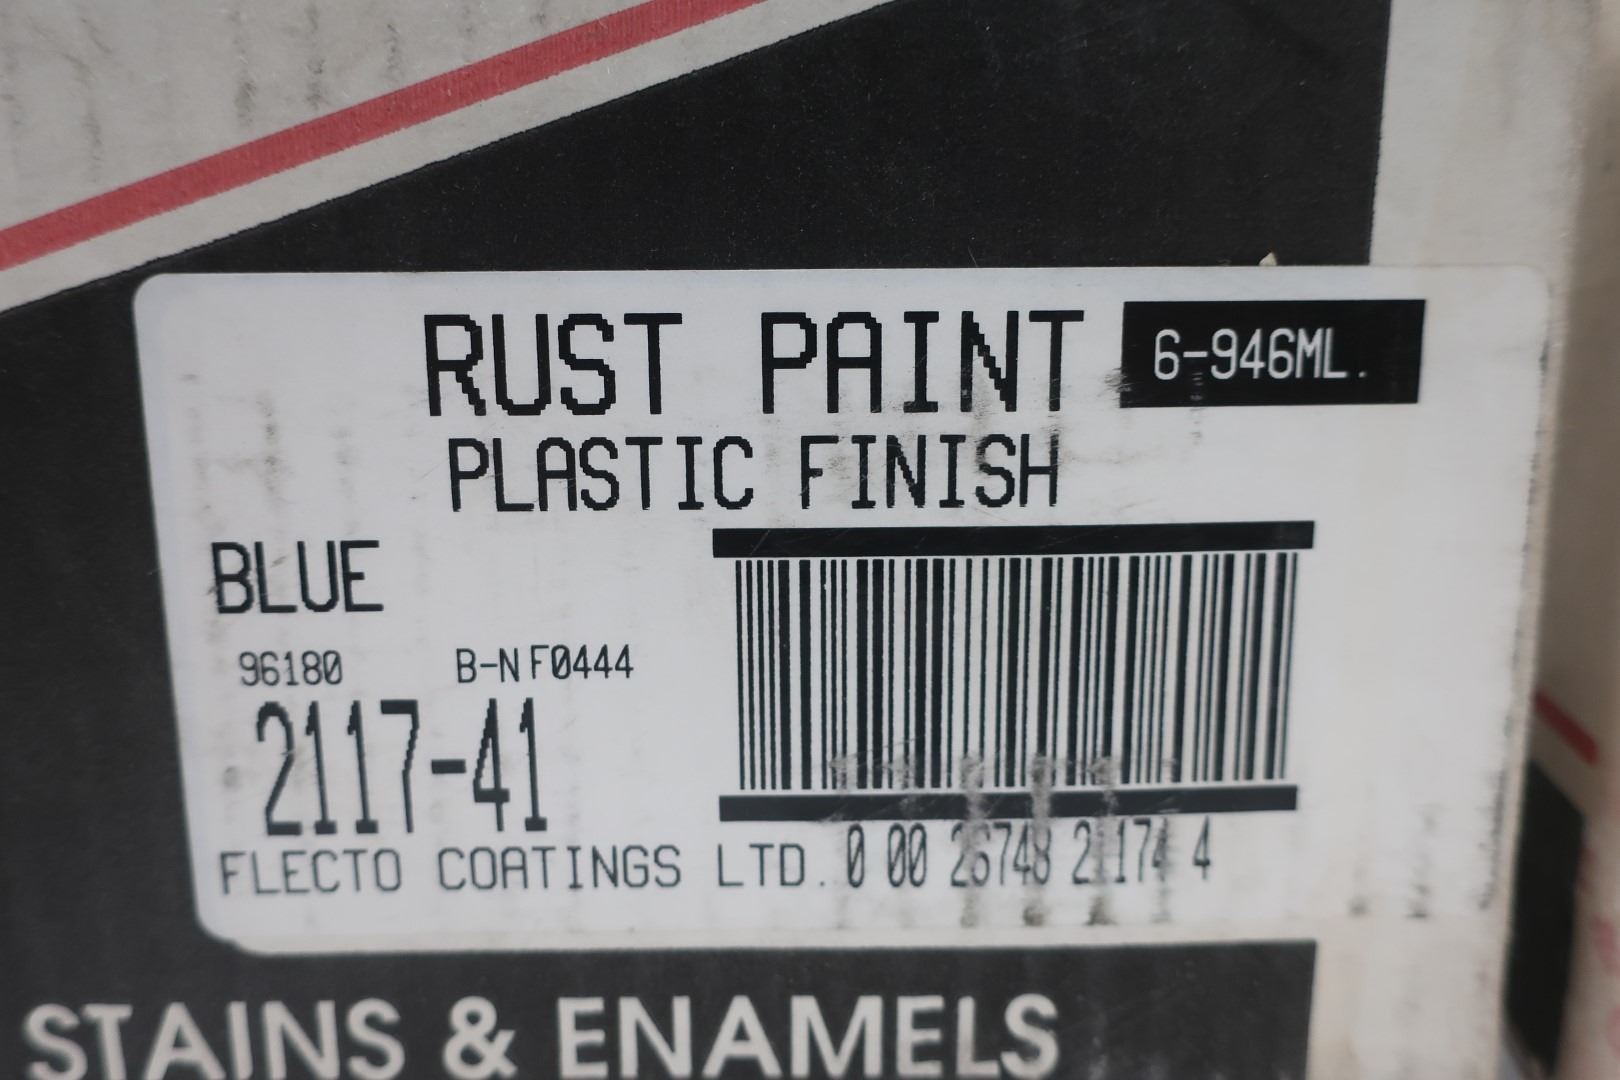 RUST PAINT 6-946ML.
PLASTIC FINISH
BLUE
96180 B-NF0444
2117-41
FLECTO COATINGS LTD. 0 00 26748 21174 4
STAINS & ENAMELS